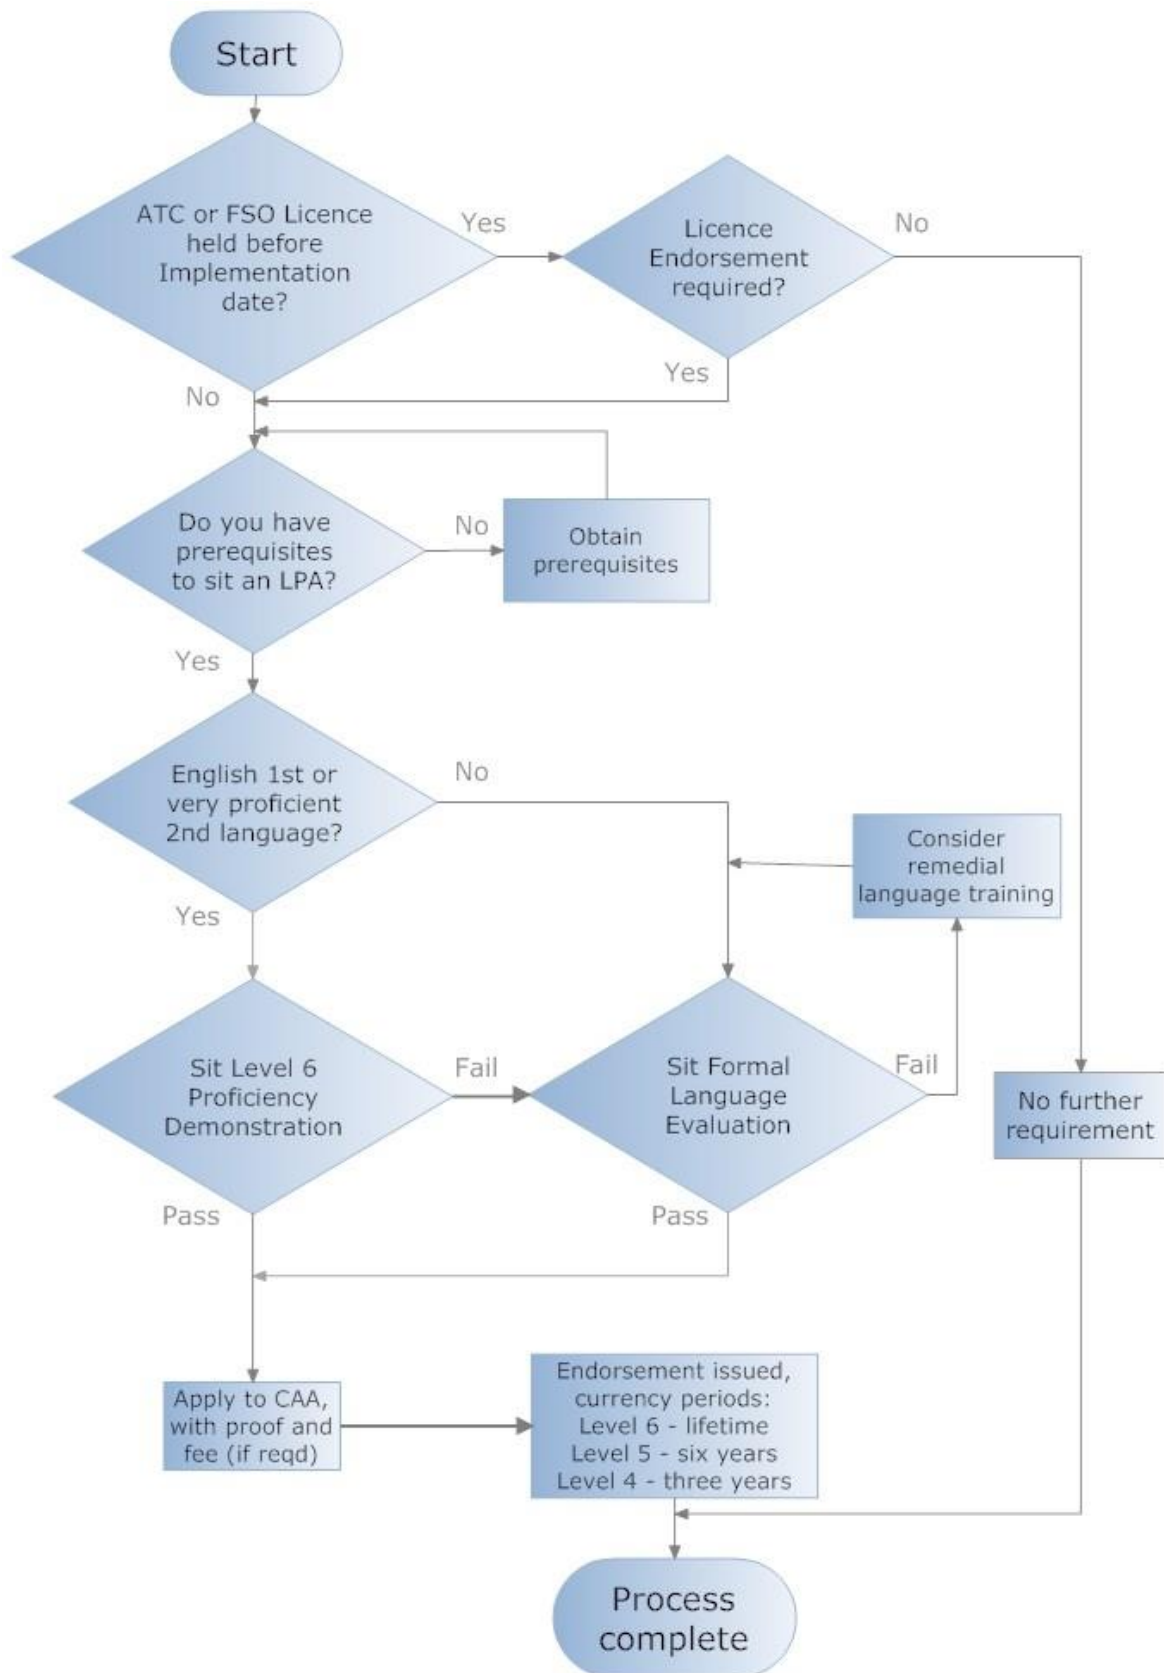 Start
ATC or FSO Licence
held before
Implementation
date?
Yes
Licence
Endorsement
required?
No
Yes
No
Do you have
prerequisites
to sit an LPA?
No
Obtain
prerequisites
Yes
English 1st or
very proficient
2nd language?
No
Consider
remedial
language training
Yes
Sit Level 6
Proficiency
Demonstration
Fail
Sit Formal
Language
Evaluation
Fail
No further
requirement
Pass
Pass
Apply to CAA,
with proof and
fee (if reqd)
Endorsement issued,
currency periods:
Level 6 - lifetime
Level 5 - six years
Level 4 - three years
Process
complete